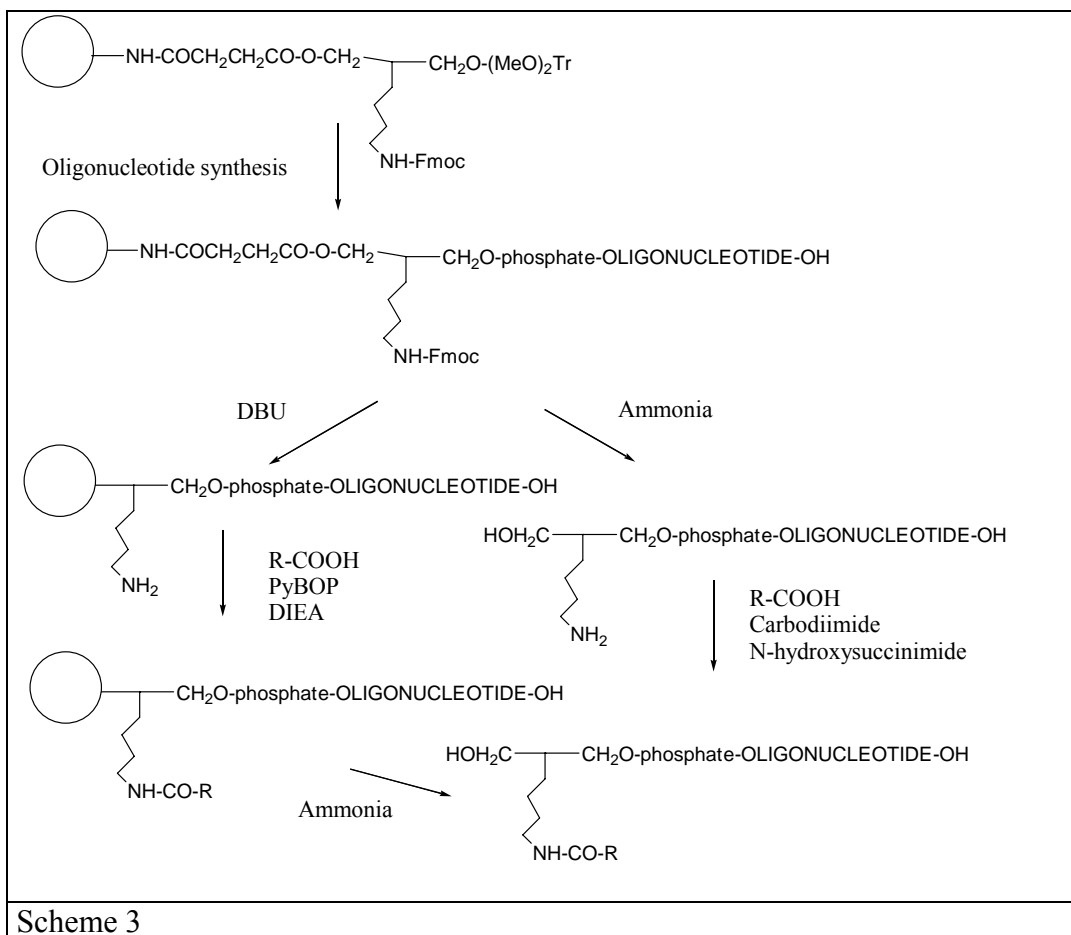 NH-COCH2CH2CO-O-CH2 CH2O-(MeO)2Tr
NH-Fmoc
Oligonucleotide synthesis
NH-COCH2CH2CO-O-CH2 CH2O-phosphate-OLIGONUCLEOTIDE-OH
NH-Fmoc
DBU
Ammonia
CH2O-phosphate-OLIGONUCLEOTIDE-OH
NH2
R-COOH
PyBOP
DIEA
HOH2C CH2O-phosphate-OLIGONUCLEOTIDE-OH
NH2
R-COOH
Carbodiimide
N-hydroxysuccinimide
CH2O-phosphate-OLIGONUCLEOTIDE-OH
NH-CO-R
Ammonia
HOH2C CH2O-phosphate-OLIGONUCLEOTIDE-OH
NH-CO-R
Scheme 3